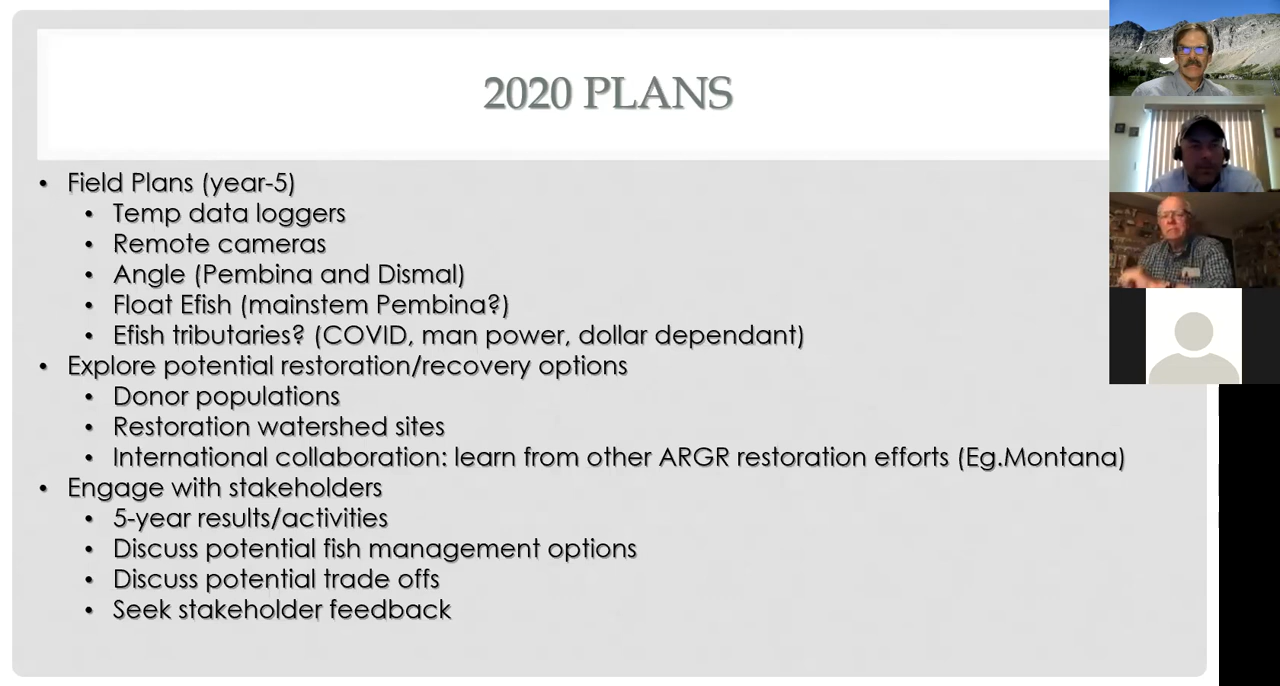 2020 PLANS
• Field Plans (year-5)
• Temp data loggers
• Remote cameras
• Angle (Pembina and Dismal)
• Float Efish (mainstem Pembina?)
• Efish tributaries? (COVID, man power, dollar dependant)
• Explore potential restoration/recovery options
• Donor populations
• Restoration watershed sites
• International collaboration: learn from other ARGR restoration efforts (Eg.Montana)
• Engage with stakeholders
• 5-year results/activities
• Discuss potential fish management options
• Discuss potential trade offs
• Seek stakeholder feedback